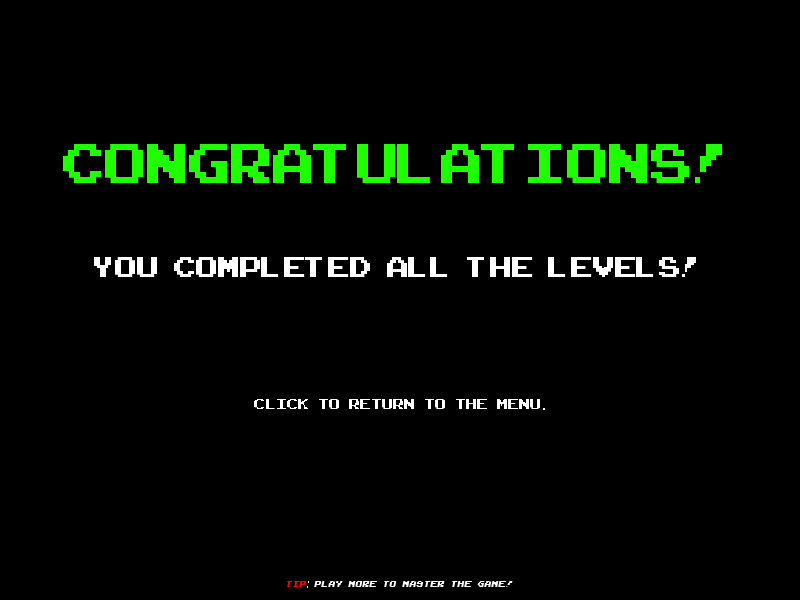 CONGRATULATIONS!
YOU COMPLETED ALL THE LEVELS!
CLICK TO RETURN TO THE MENU.
TIP: PLAY MORE TO MASTER THE GAME!